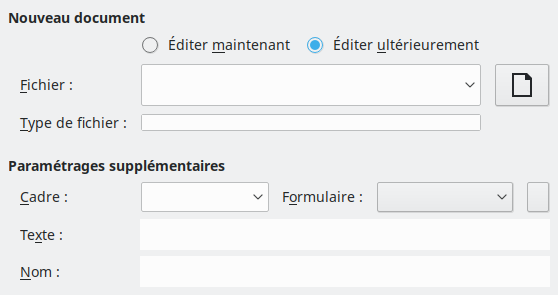 Nouveau document
Éditer maintenant Éditer ultérieurement
Fichier :
Type de fichier :
Paramétrages supplémentaires
Cadre : Formulaire :
Texte :
Nom :